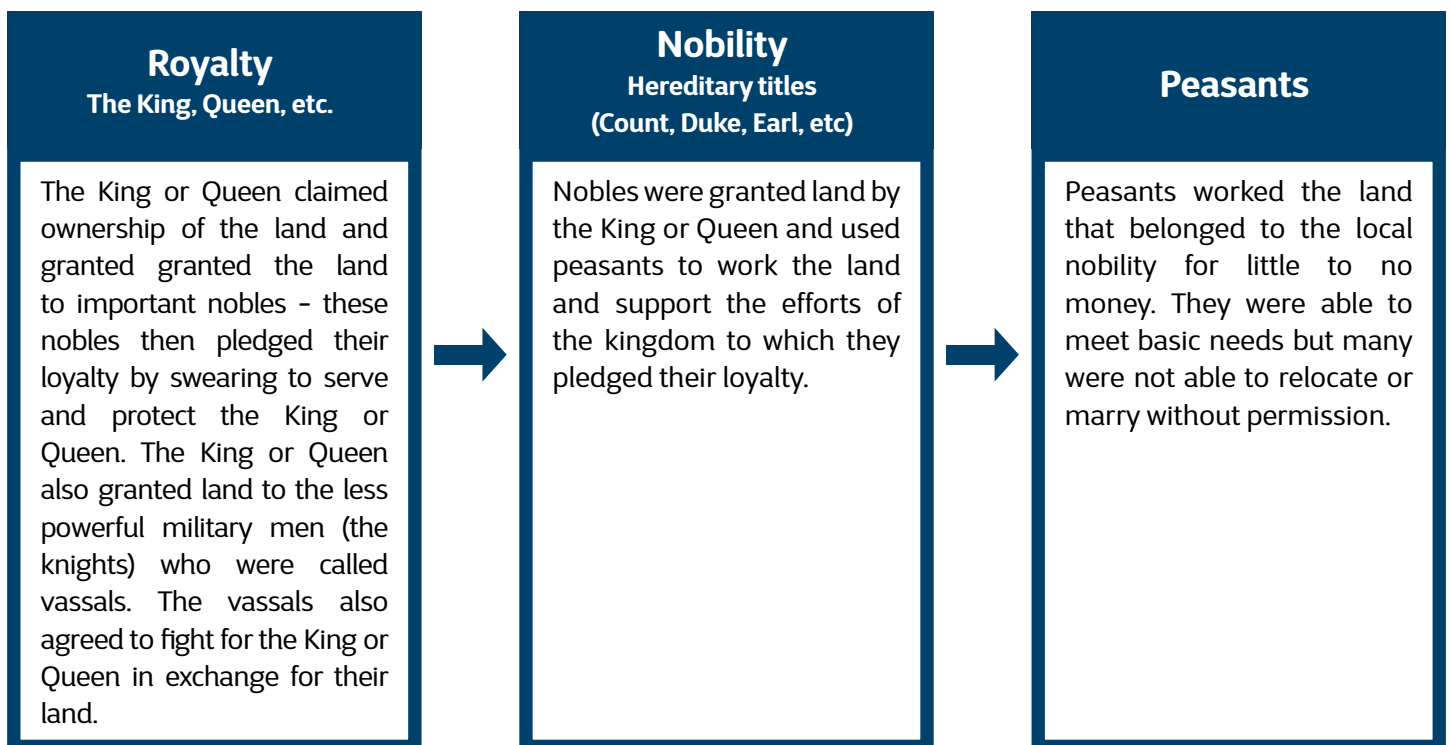 Royalty
The King, Queen, etc.
The King or Queen claimed
ownership of the land and
granted granted the land
to important nobles – these
nobles then pledged their
loyalty by swearing to serve
and protect the King or
Queen. The King or Queen
also granted land to the less
powerful military men (the
knights) who were called
vassals. The vassals also
agreed to fight for the King or
Queen in exchange for their
land.
Nobility
Hereditary titles
(Count, Duke, Earl, etc)
Nobles were granted land by
the King or Queen and used
peasants to work the land
and support the efforts of
the kingdom to which they
pledged their loyalty.
Peasants
Peasants worked the land
that belonged to the local
nobility for little to no
money. They were able to
meet basic needs but many
were not able to relocate or
marry without permission.